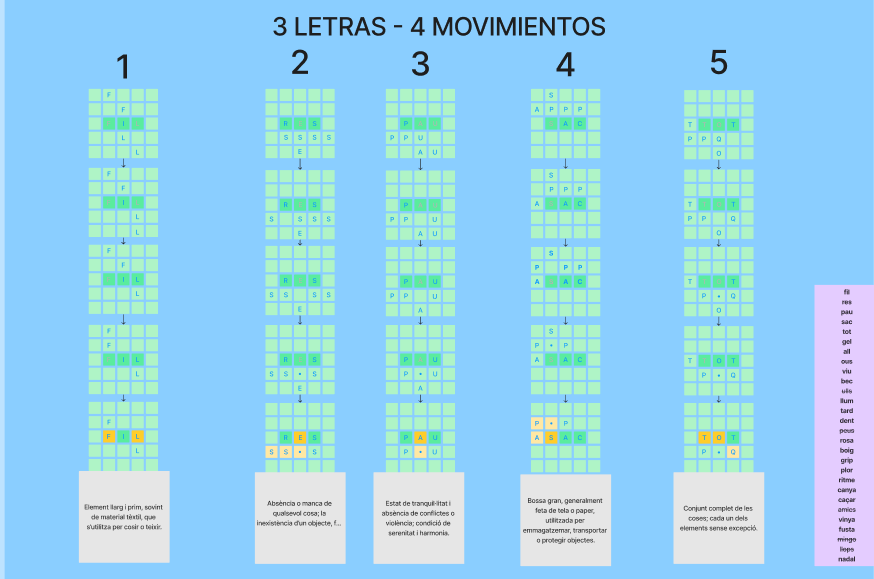 3 LETRAS - 4 MOVIMIENTOS
1
F
F
I
L
L
↓
F
F
I
L
L
↓
F
F
I L
L
↓
F
F
I L
L
↓
F
F I L
L
Element llarg i prim, sovint
de material tèxtil, que
s'utilitza per cosir o teixir.
2
R S
S S S S
E
↓
R S
S S S S
E
↓
R S
S S S S
E
↓
R S
S S • S
E
↓
R E S
S S • S
Absència o manca de
qualsevol cosa; la
inexistència d'un objecte, f...
3
P
P P U
A U
↓
P
P P U
A U
↓
P U
P P U
A
↓
P U
P • U
A
↓
P A U
P • U
Estat de tranquil·litat i
absència de conflictes o
violència; condició de
serenitat i harmonia.
4
S
A P P P
A C
↓
S
P P P
A A C
↓
S
P P P
A A C
↓
S
P • P
A A C
↓
P • P
A S A C
Bossa gran, generalment
feta de tela o paper,
utilitzada per
emmagatzemar, transportar
o protegir objectes.
5
T T
P P Q
O
↓
T T
P P Q
O
↓
T T
P • Q
O
↓
T O T
P • Q
↓
T O T
P • Q
Conjunt complet de les
coses; cada un dels
elements sense excepció.
fil
res
pau
sac
tot
gel
all
ous
viu
bec
ulls
llum
tard
dent
peus
rosa
boig
grip
plor
ritme
canya
caçar
amics
vinya
fusta
mingo
llops
nadal